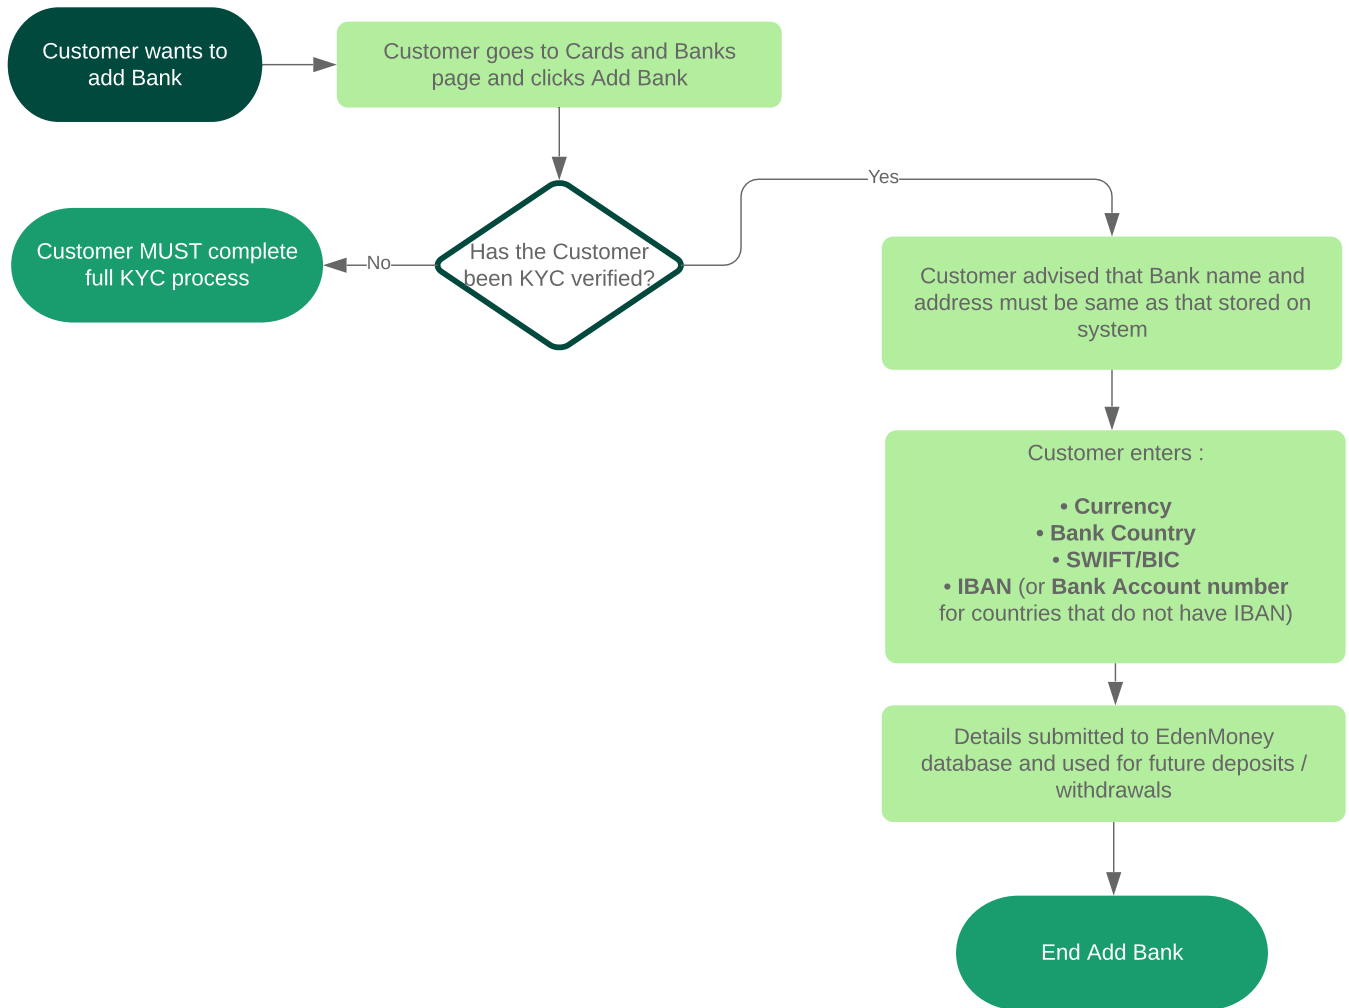 Customer wants to
add Bank
Customer goes to Cards and Banks
page and clicks Add Bank
Has the Customer
been KYC verified?
No
Customer MUST complete
full KYC process
Yes
Customer advised that Bank name and
address must be same as that stored on
system
Customer enters :
• Currency
• Bank Country
• SWIFT/BIC
• IBAN (or Bank Account number
for countries that do not have IBAN)
Details submitted to EdenMoney
database and used for future deposits /
withdrawals
End Add Bank